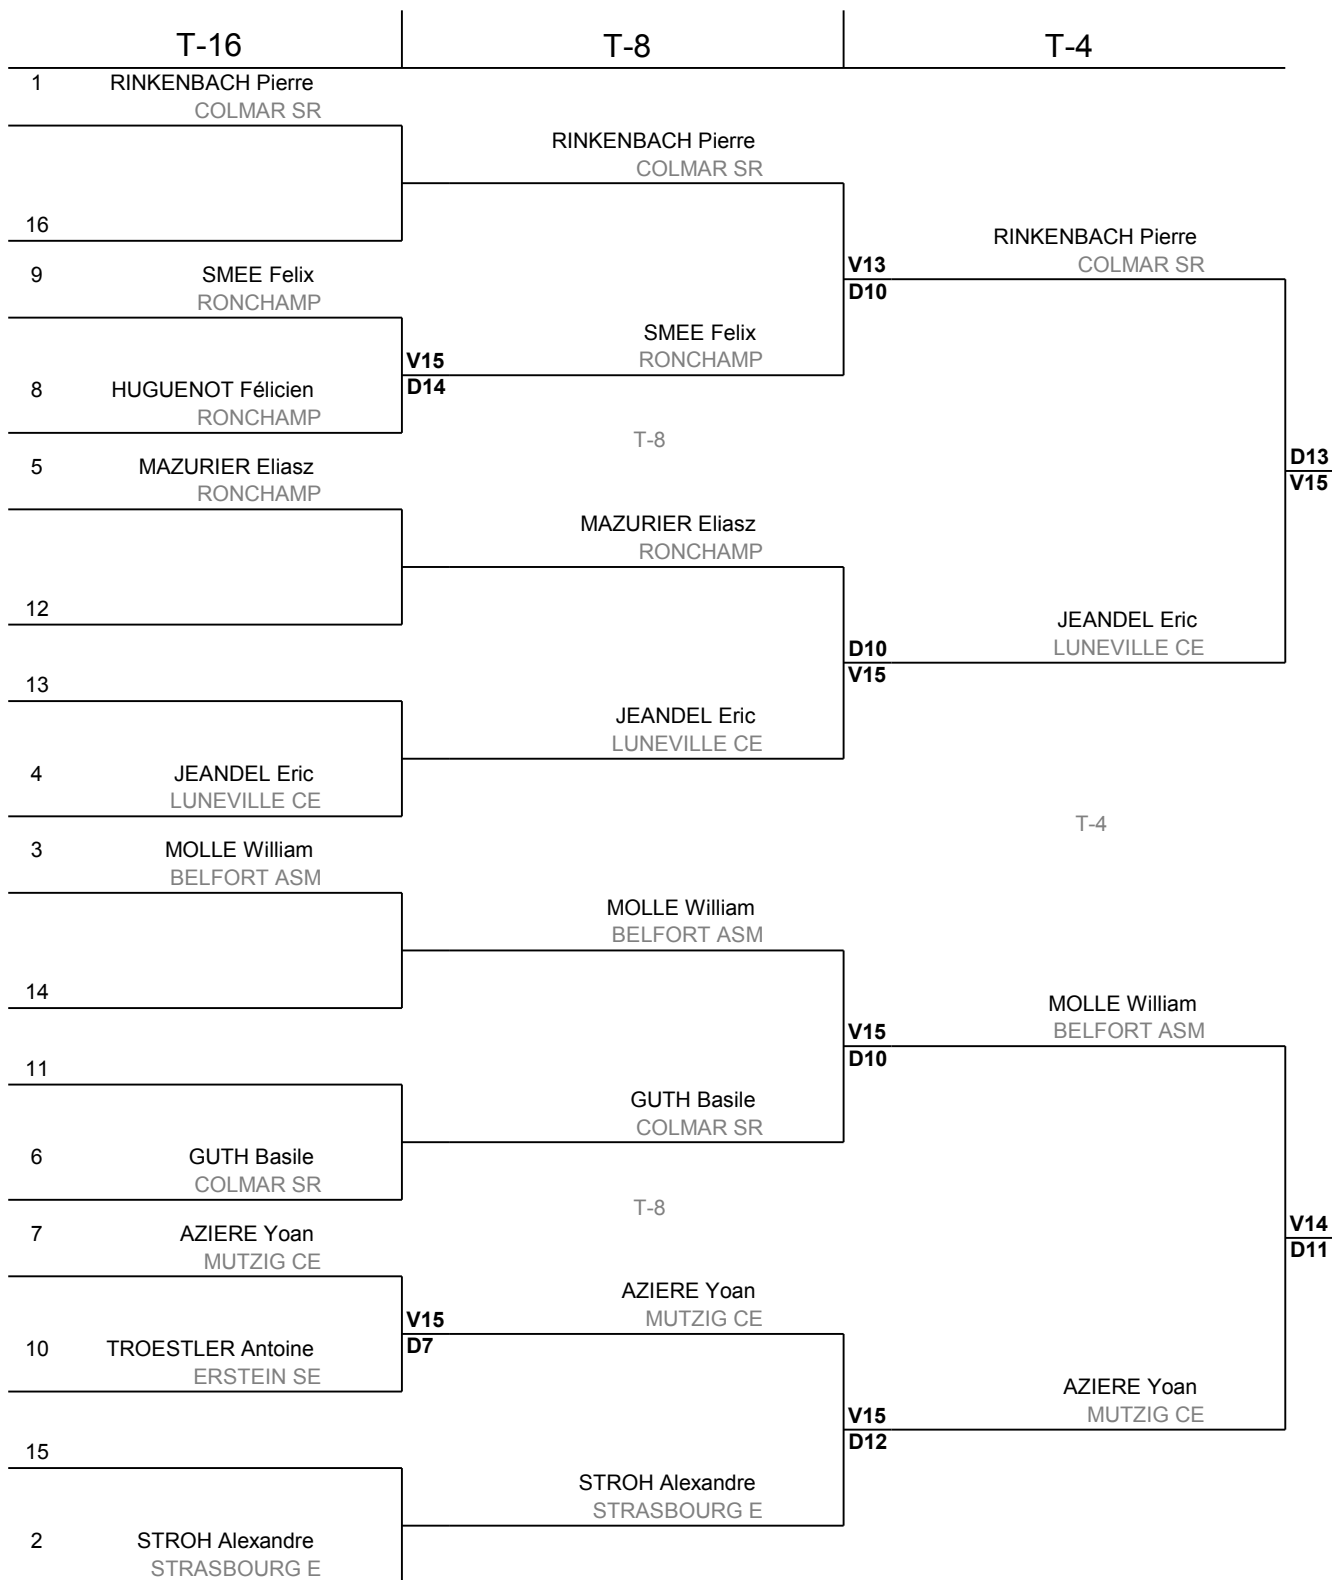 T-16 T-8 T-4
1 RINKENBACH Pierre
COLMAR SR
RINKENBACH Pierre
COLMAR SR
16
RINKENBACH Pierre
9 SMEE Felix V13 COLMAR SR
RONCHAMP D10
SMEE Felix
V15 RONCHAMP
8 HUGUENOT Félicien D14
RONCHAMP
T-8
5 MAZURIER Eliasz D13
RONCHAMP V15
MAZURIER Eliasz
RONCHAMP
12
JEANDEL Eric
D10 LUNEVILLE CE
13 V15
JEANDEL Eric
LUNEVILLE CE
4 JEANDEL Eric
LUNEVILLE CE
T-4
3 MOLLE William
BELFORT ASM
MOLLE William
BELFORT ASM
14
MOLLE William
V15 BELFORT ASM
11 D10
GUTH Basile
COLMAR SR
6 GUTH Basile
COLMAR SR
T-8
7 AZIERE Yoan V14
MUTZIG CE D11
AZIERE Yoan
V15 MUTZIG CE
10 TROESTLER Antoine D7
ERSTEIN SE
AZIERE Yoan
V15 MUTZIG CE
15 D12
STROH Alexandre
STRASBOURG E
2 STROH Alexandre
STRASBOURG E